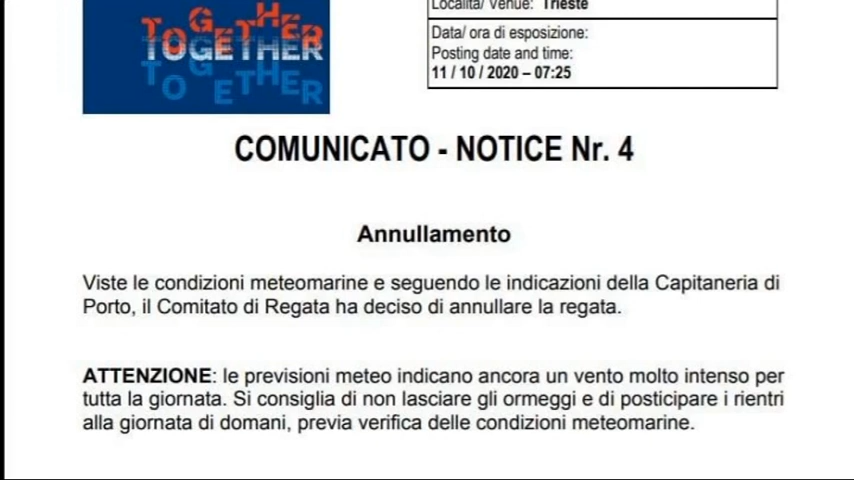 TOGETHER
TOGETHER
TOGETHER
Località/ Venue: Trieste
Data/ ora di esposizione:
Posting date and time:
11 / 10 / 2020 – 07:25
COMUNICATO - NOTICE Nr. 4
Annullamento
Viste le condizioni meteomarine e seguendo le indicazioni della Capitaneria di
Porto, il Comitato di Regata ha deciso di annullare la regata.
ATTENZIONE: le previsioni meteo indicano ancora un vento molto intenso per
tutta la giornata. Si consiglia di non lasciare gli ormeggi e di posticipare i rientri
alla giornata di domani, previa verifica delle condizioni meteomarine.